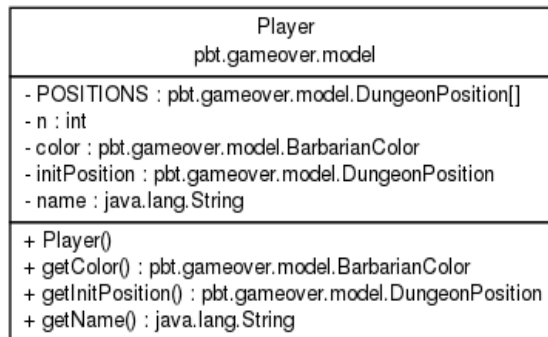 Player
pbt.gameover.model
- POSITIONS : pbt.gameover.model.DungeonPosition[]
- n : int
- color : pbt.gameover.model.BarbarianColor
- initPosition : pbt.gameover.model.DungeonPosition
- name : java.lang.String
+ Player()
+ getColor() : pbt.gameover.model.BarbarianColor
+ getInitPosition() : pbt.gameover.model.DungeonPosition
+ getName() : java.lang.String